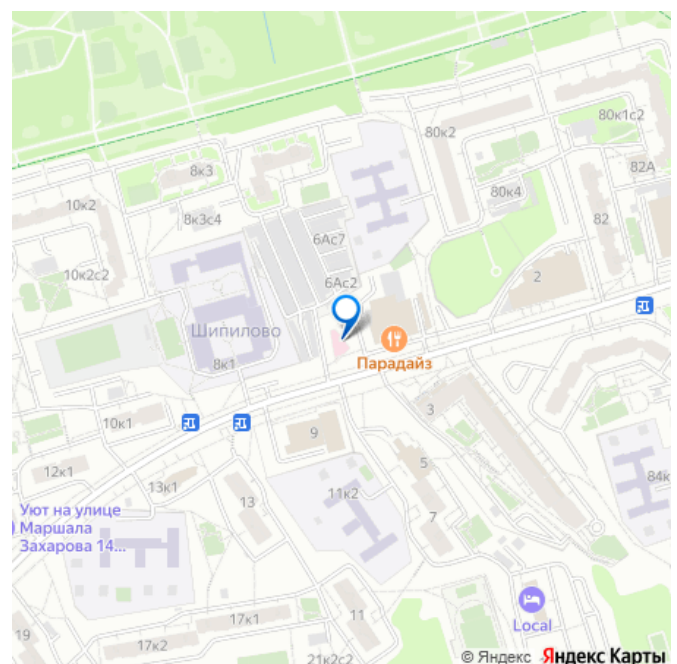 80к1с2
80к2
82А
8к3
80к4
10к2
8к3с4
82
6Ас7
10к2с2
6Ас2
2
Шипилово
8к1
Парадайз
3
10к1
9
5
12к1
13к1
84к
11к2
13
7
Уют на улице
Маршала
Захарова 14...
11
17к1
Local
19
17к2
21к2с2
© Яндекс Яндекс Карты